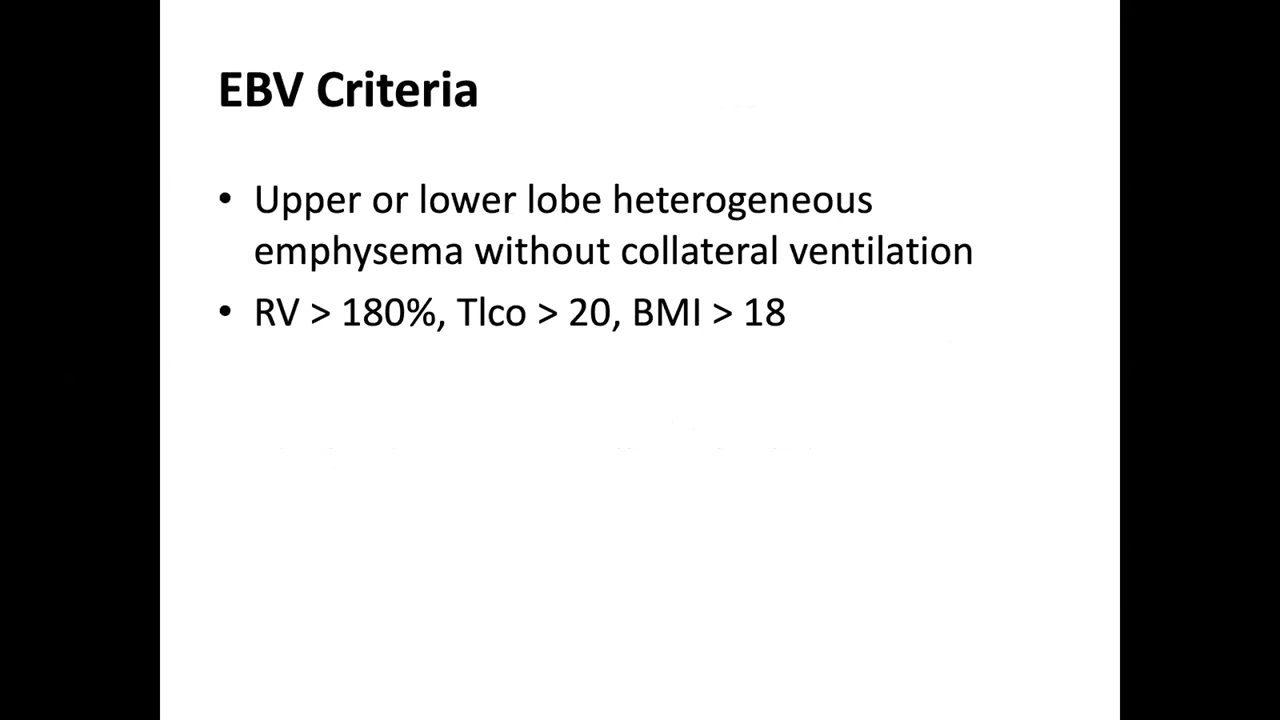 EBV Criteria
• Upper or lower lobe heterogeneous
emphysema without collateral ventilation
• RV > 180%, Tlco > 20, BMI > 18